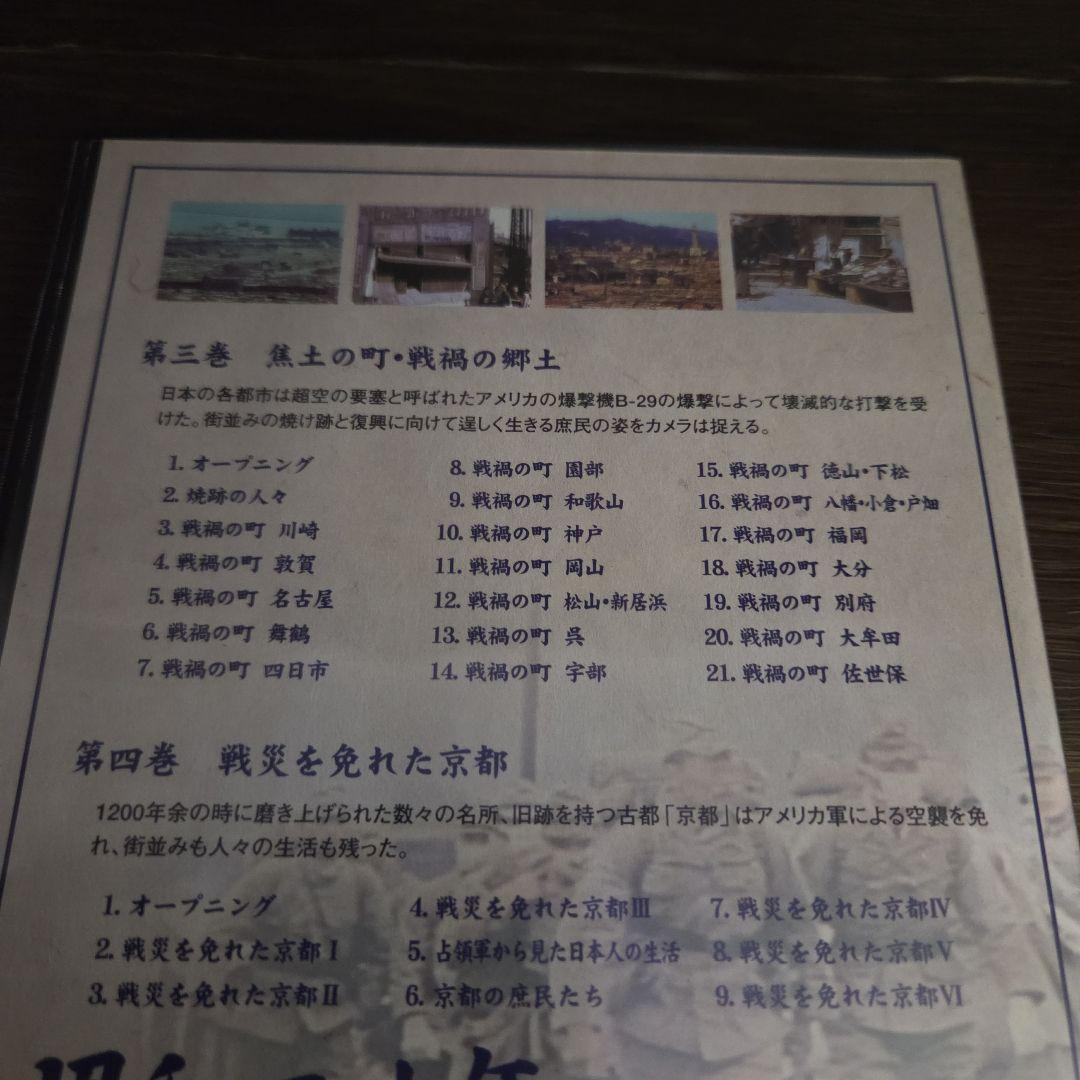 第三巻 焦土の町・戦禍の郷土
日本の各都市は超空の要塞と呼ばれたアメリカの爆撃機B-29の爆撃によって壊滅的な打撃を受
けた。街並みの焼け跡と復興に向けて逞しく生きる庶民の姿をカメラは捉える。
1. オープニング
2. 焼跡の人々
3. 戦禍の町 川崎
4. 戦禍の町 敦賀
5. 戦禍の町 名古屋
6. 戦禍の町 舞鶴
7. 戦禍の町 四日市
8. 戦禍の町 園部
9. 戦禍の町 和歌山
10. 戦禍の町 神戸
11. 戦禍の町 岡山
12. 戦禍の町 松山・新居浜
13. 戦禍の町 呉
14. 戦禍の町 宇部
15. 戦禍の町 徳山・下松
16. 戦禍の町 八幡・小倉・戸畑
17. 戦禍の町 福岡
18. 戦禍の町 大分
19. 戦禍の町 別府
20. 戦禍の町 大牟田
21. 戦禍の町 佐世保
第四巻 戦災を免れた京都
1200年余の時に磨き上げられた数々の名所、旧跡を持つ古都「京都」はアメリカ軍による空襲を免
れ、街並みも人々の生活も残った。
1. オープニング
2. 戦災を免れた京都Ⅰ
3. 戦災を免れた京都Ⅱ
4. 戦災を免れた京都Ⅲ
5. 占領軍から見た日本人の生活
6. 京都の庶民たち
7. 戦災を免れた京都Ⅳ
8. 戦災を免れた京都Ⅴ
9. 戦災を免れた京都Ⅵ